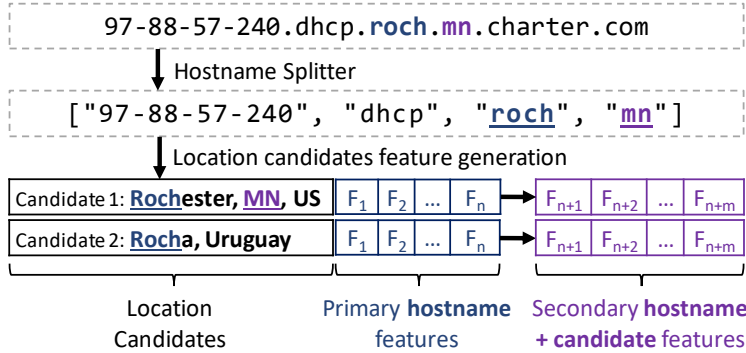 97-88-57-240.dhcp.roch.mn.charter.com
Hostname Splitter
["97-88-57-240", "dhcp", "roch", "mn"]
Location candidates feature generation
Candidate 1: Rochester, MN, US F1 F2 ... Fn Fn+1 Fn+2 ... Fn+m
Candidate 2: Rocha, Uruguay F1 F2 ... Fn Fn+1 Fn+2 ... Fn+m
Location Primary hostname Secondary hostname
Candidates features + candidate features